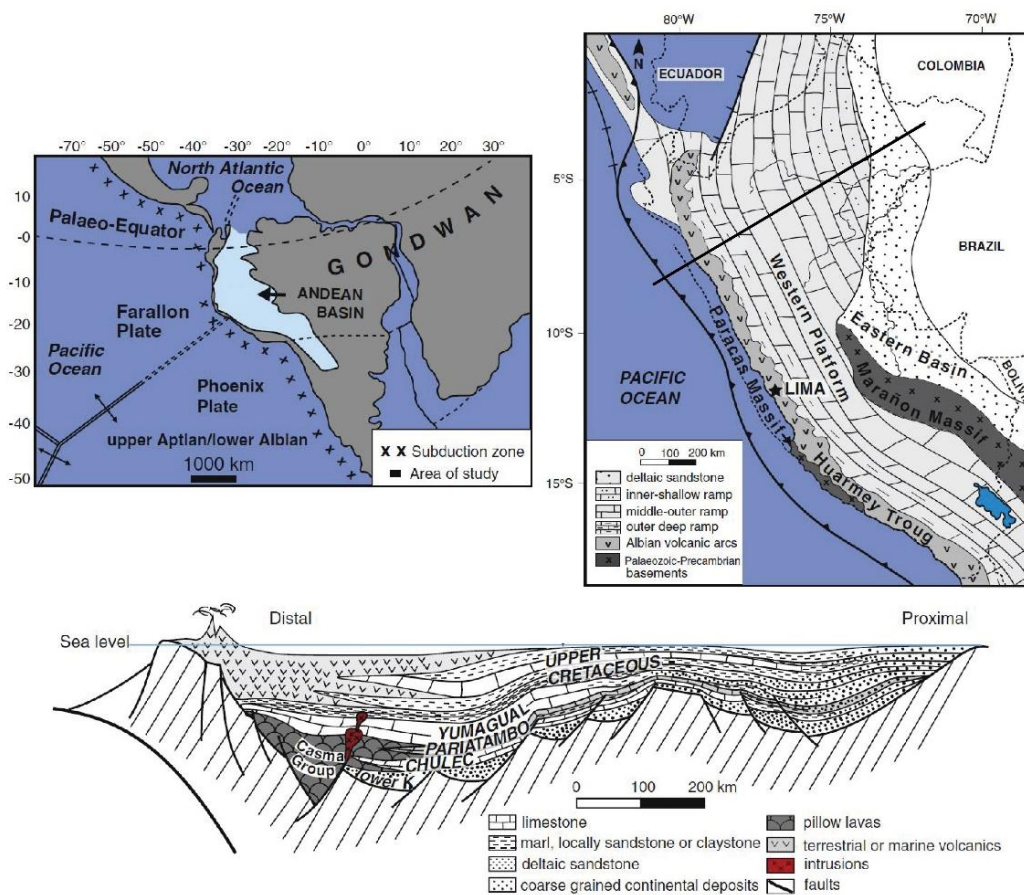 -70° -60° -50° -40° -30° -20° -10° 0° 10° 20° 30°
10
-0
-10
-20
-30
-40
-50
North Atlantic
Ocean
Palaeo-Equator
GONDWAN
ANDEAN
BASIN
Farallon
Plate
Pacific
Ocean
Phoenix
Plate
upper Aptian/lower Albian
1000 km
x x Subduction zone
Area of study
80°W 75°W 70°W
5°S
10°S
15°S
N
ECUADOR
COLOMBIA
BRAZIL
Western Platform
Eastern Basin
BOLIV
Marañon Massif
Paracas Massif
PACIFIC
OCEAN
LIMA
Huarmey Troug
0 100 200 km
deltaic sandstone
inner-shallow ramp
middle-outer ramp
outer deep ramp
Albian volcanic arcs
Palaeozoic-Precambrian
basements
Distal
Proximal
Sea level
UPPER
CRETACEOUS
YUMAGUAL
PARIATAMBO
CHULEC
Casma
Group
lower K
0 100 200 km
limestone
marl, locally sandstone or claystone
deltaic sandstone
coarse grained continental deposits
pillow lavas
terrestrial or marine volcanics
intrusions
faults